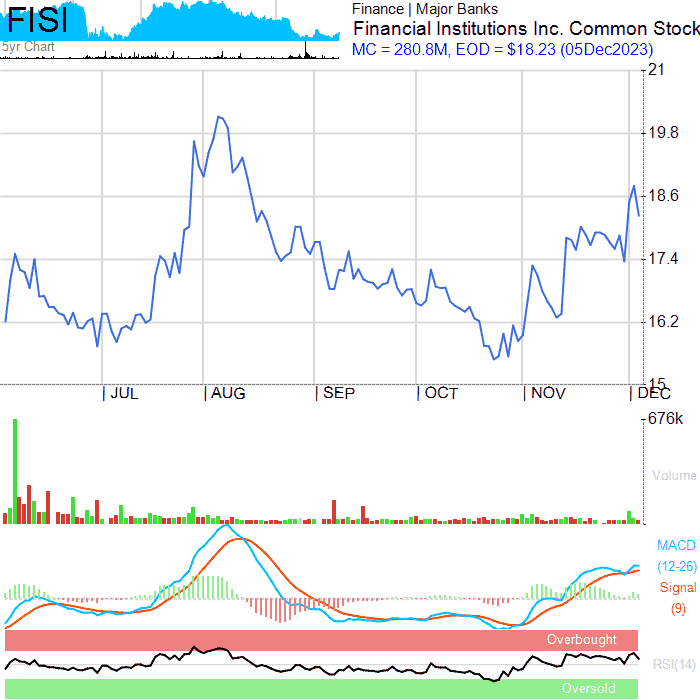 FISI
5yr Chart
Finance | Major Banks
Financial Institutions Inc. Common Stock
MC = 280.8M, EOD = $18.23 (05Dec2023)
21
19.8
18.6
17.4
16.2
15
JUL AUG SEP OCT NOV DEC
676k
Volume
MACD
(12-26)
Signal
(9)
Overbought
RSI(14)
Oversold